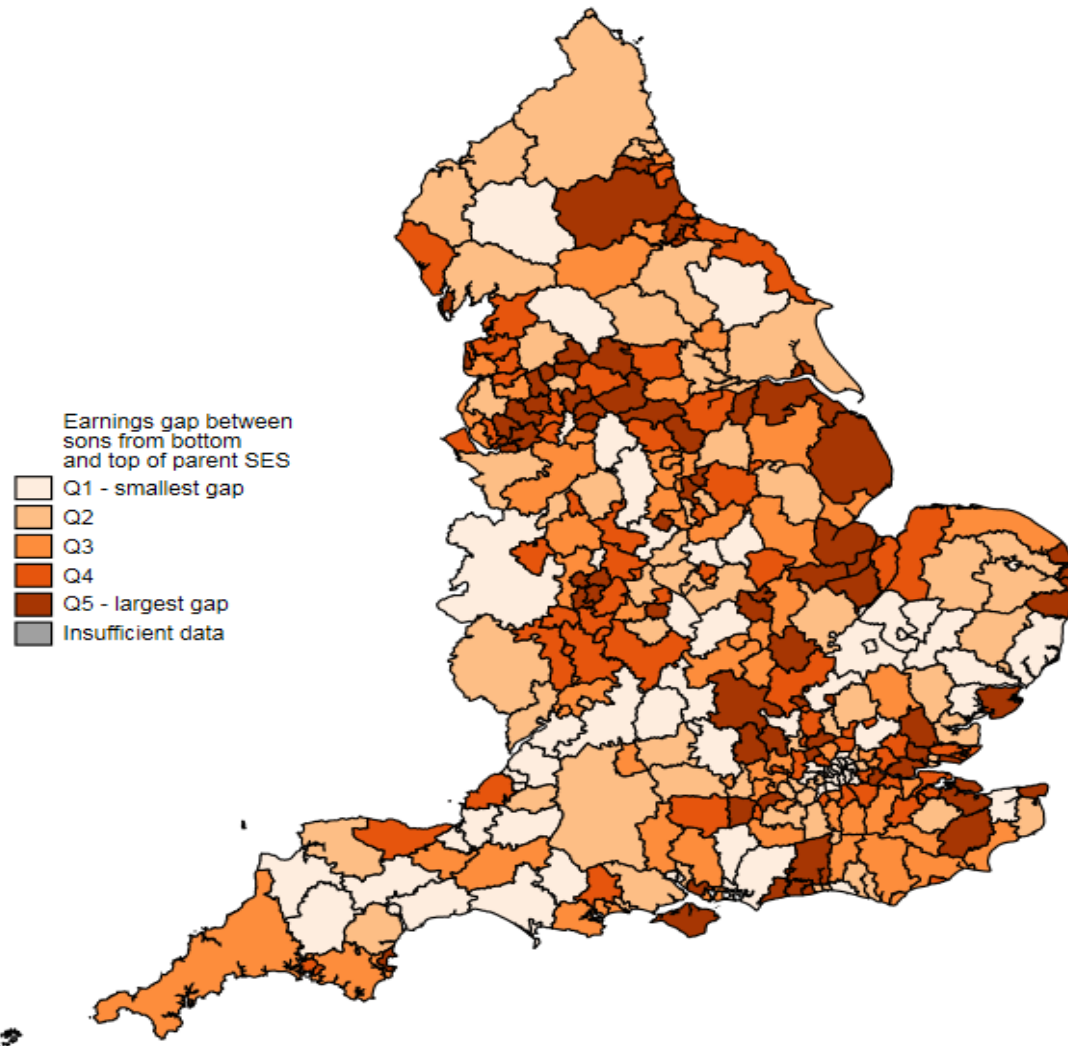 Earnings gap between
sons from bottom
and top of parent SES
Q1 - smallest gap
Q2
Q3
Q4
Q5 - largest gap
Insufficient data